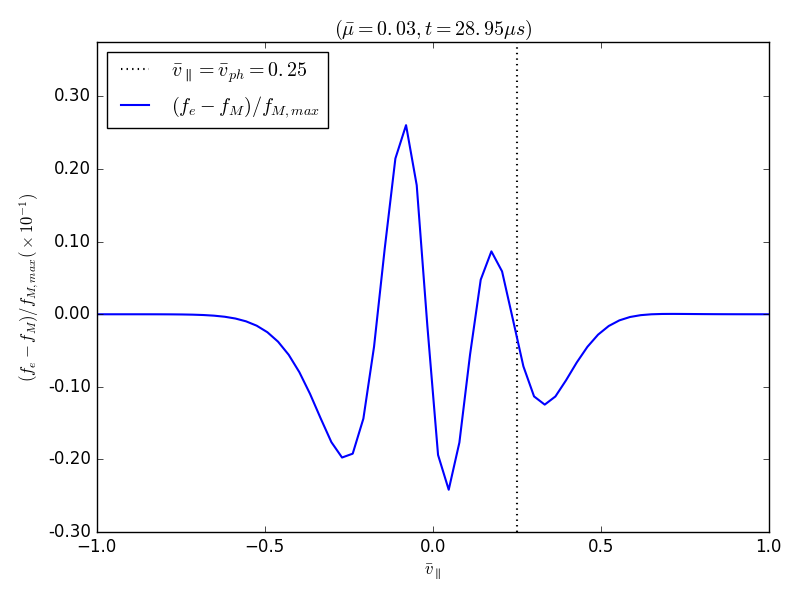 (μ̄ = 0.03, t = 28.95μs)
v̄∥ = v̄ph = 0.25
(fe − fM)/fM,max
0.30
0.20
0.10
0.00
-0.10
-0.20
-0.30
(fe − fM)/fM,max(×10⁻¹)
−1.0 −0.5 0.0 0.5 1.0
v̄∥